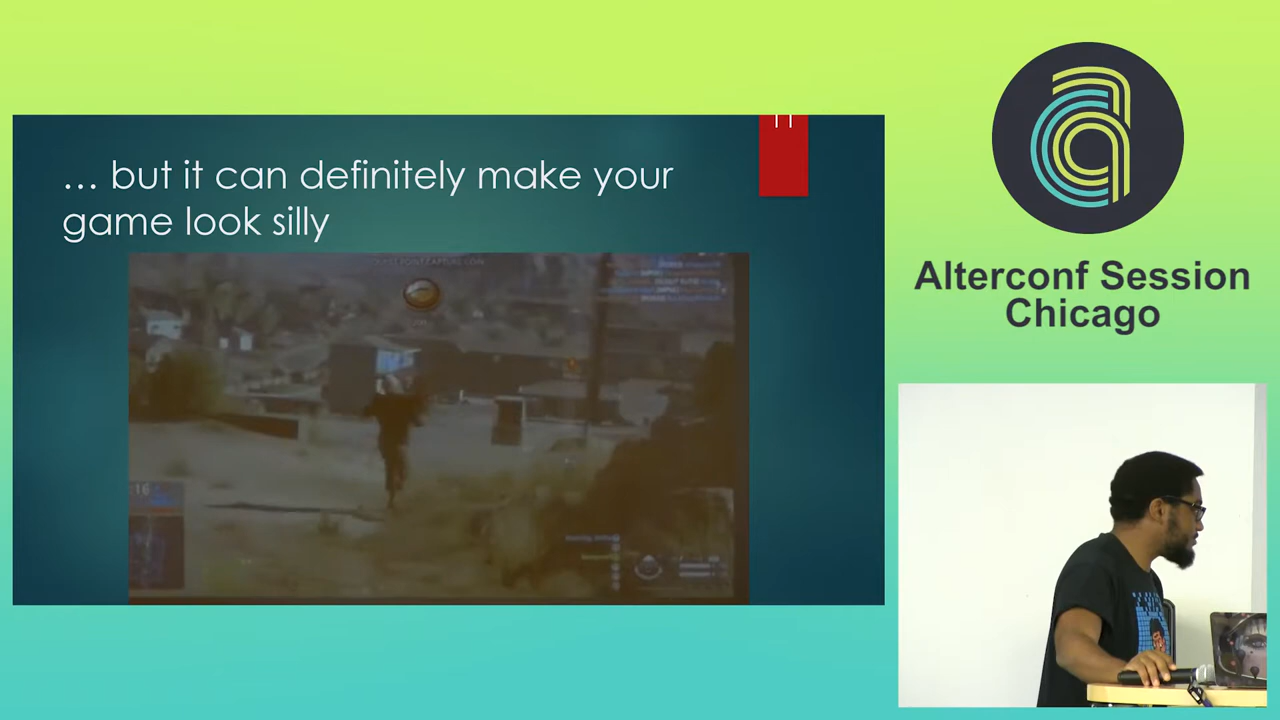 … but it can definitely make your
game look silly
11
Alterconf Session
Chicago